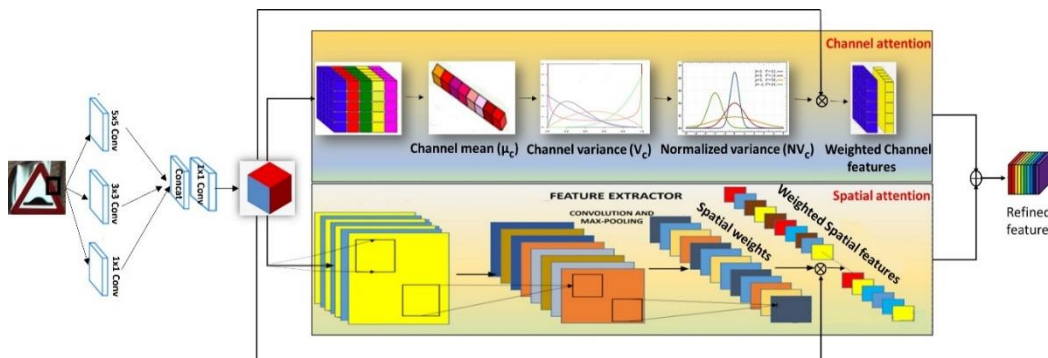 5x5 Conv
3x3 Conv
1x1 Conv
Concat
1x1 Conv
Channel attention
Channel mean (μc)
Channel variance (Vc)
Normalized variance (NVc)
Weighted Channel
features
Spatial attention
FEATURE EXTRACTOR
CONVOLUTION AND
MAX-POOLING
Spatial weights
Weighted Spatial features
Refined
feature